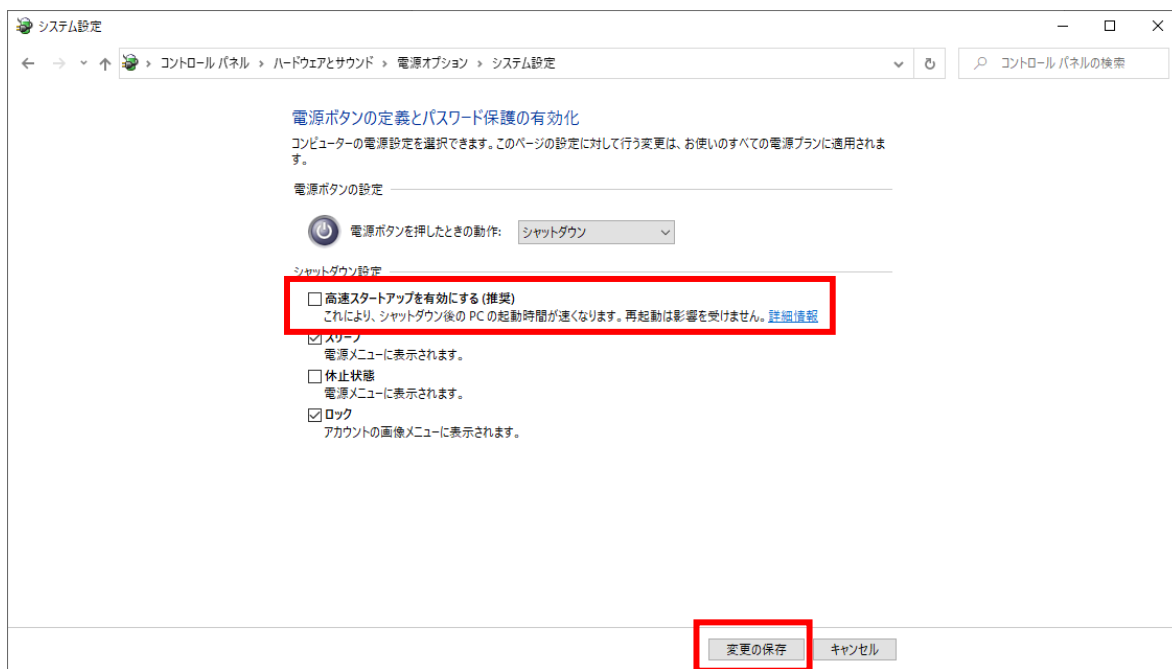 システム設定
コントロール パネル › ハードウェアとサウンド › 電源オプション › システム設定
コントロール パネルの検索
電源ボタンの定義とパスワード保護の有効化
コンピューターの電源設定を選択できます。このページの設定に対して行う変更は、お使いのすべての電源プランに適用されま
す。
電源ボタンの設定
電源ボタンを押したときの動作: シャットダウン
シャットダウン設定
高速スタートアップを有効にする (推奨)
これにより、シャットダウン後の PC の起動時間が速くなります。再起動は影響を受けません。詳細情報
スリープ
電源メニューに表示されます。
休止状態
電源メニューに表示されます。
ロック
アカウントの画像メニューに表示されます。
変更の保存 キャンセル